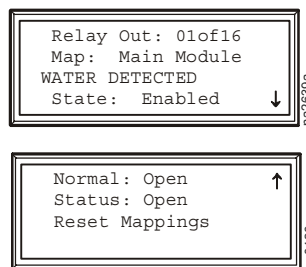 Relay Out: 01of16
Map: Main Module
WATER DETECTED
State: Enabled ↓
Normal: Open ↑
Status: Open
Reset Mappings